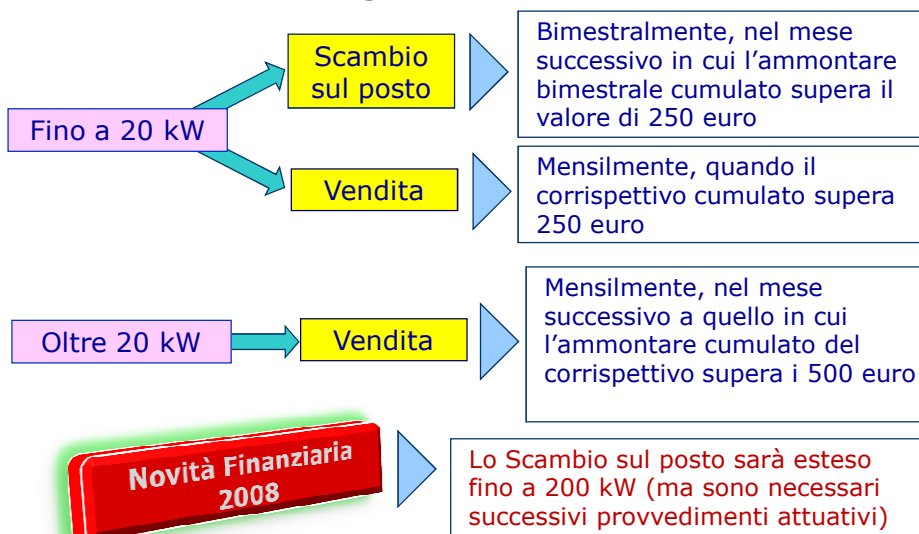 Fino a 20 kW
Scambio
sul posto
Bimestralmente, nel mese
successivo in cui l’ammontare
bimestrale cumulato supera il
valore di 250 euro
Vendita
Mensilmente, quando il
corrispettivo cumulato supera
250 euro
Oltre 20 kW
Vendita
Mensilmente, nel mese
successivo a quello in cui
l’ammontare cumulato del
corrispettivo supera i 500 euro
Novità Finanziaria
2008
Lo Scambio sul posto sarà esteso
fino a 200 kW (ma sono necessari
successivi provvedimenti attuativi)